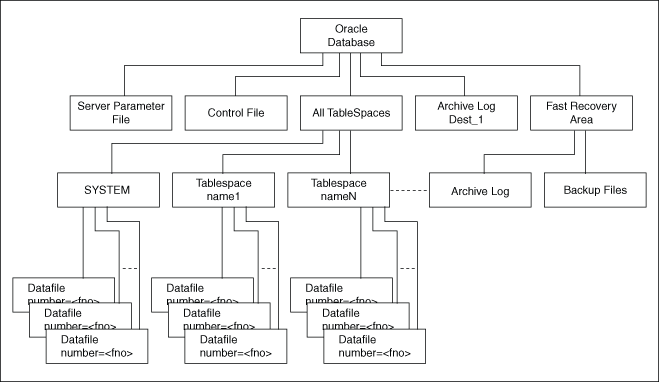 Oracle
Database
Server Parameter
File
Control File
All TableSpaces
Archive Log
Dest_1
Fast Recovery
Area
SYSTEM
Tablespace
name1
Tablespace
nameN
Archive Log
Backup Files
Datafile
number=<fno>
Datafile
number=<fno>
Datafile
number=<fno>
Datafile
number=<fno>
Datafile
number=<fno>
Datafile
number=<fno>
Datafile
number=<fno>
Datafile
number=<fno>
Datafile
number=<fno>